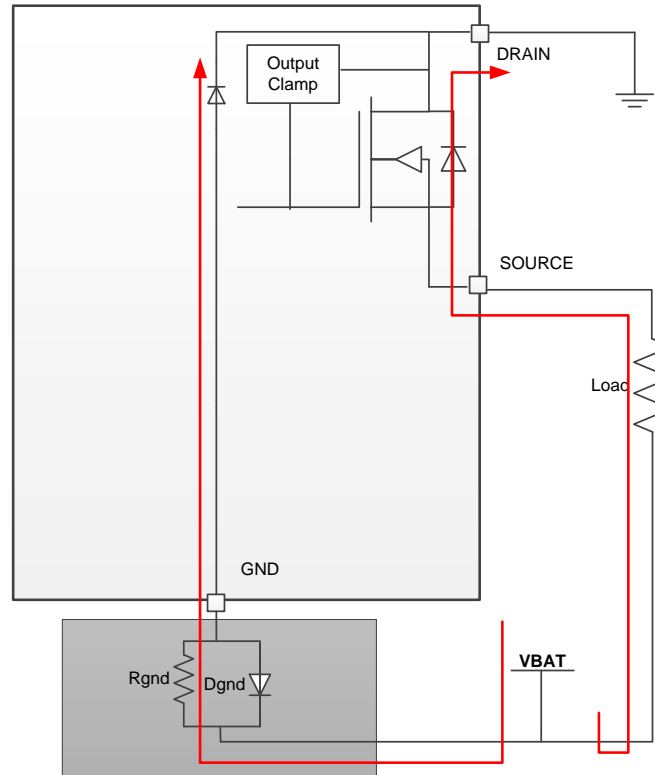 DRAIN
Output
Clamp
SOURCE
Load
GND
VBAT
Rgnd
Dgnd